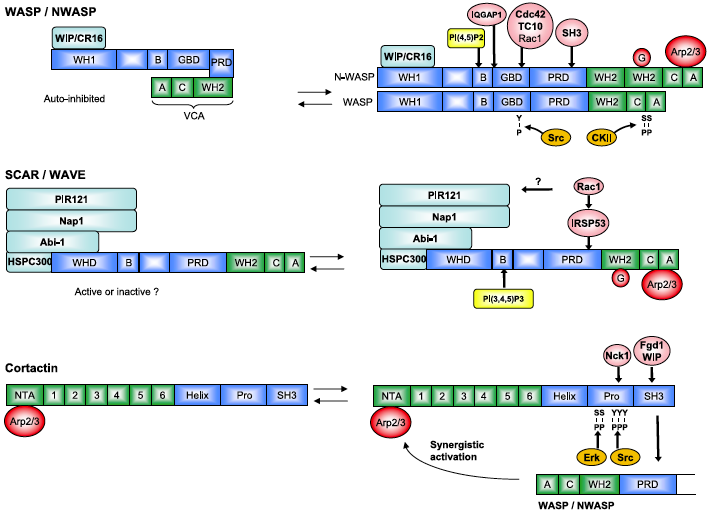 WASP / NWASP
WIP/CR16
WH1 B GBD PRD
A C WH2
Auto-inhibited
VCA
IQGAP1
Cdc42
TC10
Rac1
SH3
PI(4,5)P2
WIP/CR16
G
Arp2/3
N-WASP WH1 B GBD PRD WH2 WH2 C A
WASP WH1 B GBD PRD WH2 C A
Y
P
Src
CKII
SS
PP
SCAR / WAVE
PIR121
Nap1
Abi-1
HSPC300 WHD B PRD WH2 C A
Active or inactive ?
PIR121
Nap1
Abi-1
HSPC300 WHD B PRD WH2 C A
?
Rac1
IRSP53
G
Arp2/3
PI(3,4,5)P3
Cortactin
NTA 1 2 3 4 5 6 Helix Pro SH3
Arp2/3
Nck1
Fgd1
WIP
NTA 1 2 3 4 5 6 Helix Pro SH3
Arp2/3
SS YYY
PP PPP
Erk Src
Synergistic
activation
A C WH2 PRD
WASP / NWASP